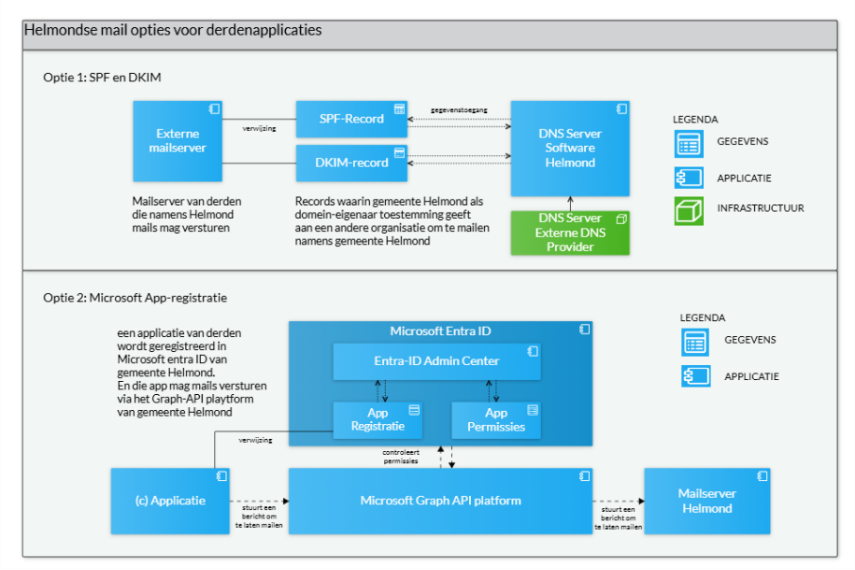 Helmondse mail opties voor derdenapplicaties
Optie 1: SPF en DKIM
Externe
mailserver
verwijzing
SPF-Record
DKIM-record
gegevenstoegang
DNS Server
Software
Helmond
DNS Server
Externe DNS
Provider
Mailserver van derden
die namens Helmond
mails mag versturen
Records waarin gemeente Helmond als
domein-eigenaar toestemming geeft
aan een andere organisatie om te mailen
namens gemeente Helmond
LEGENDA
GEGEVENS
APPLICATIE
INFRASTRUCTUUR
Optie 2: Microsoft App-registratie
een applicatie van derden
wordt geregistreerd in
Microsoft entra ID van
gemeente Helmond.
En die app mag mails versturen
via het Graph-API playtform
van gemeente Helmond
Microsoft Entra ID
Entra-ID Admin Center
App
Registratie
App
Permissies
verwijzing
controleert
permissies
(c) Applicatie
stuurt een
bericht om
te laten mailen
Microsoft Graph API platform
stuurt een
bericht om
te laten mailen
Mailserver
Helmond
LEGENDA
GEGEVENS
APPLICATIE